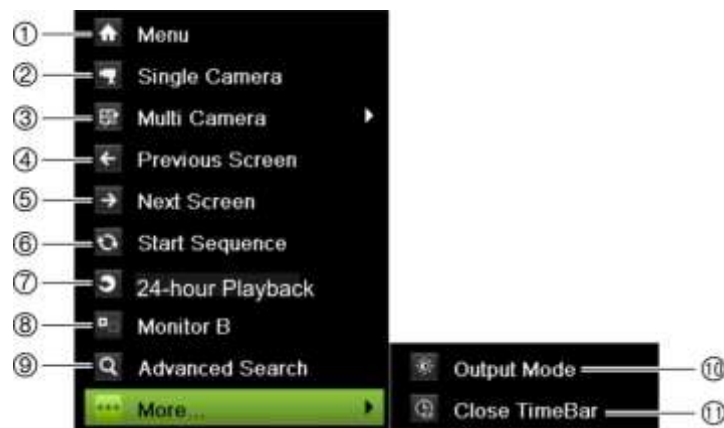 ① Menu
② Single Camera
③ Multi Camera
④ Previous Screen
⑤ Next Screen
⑥ Start Sequence
⑦ 24-hour Playback
⑧ Monitor B
⑨ Advanced Search
Output Mode ⑩
More...
Close TimeBar ⑪